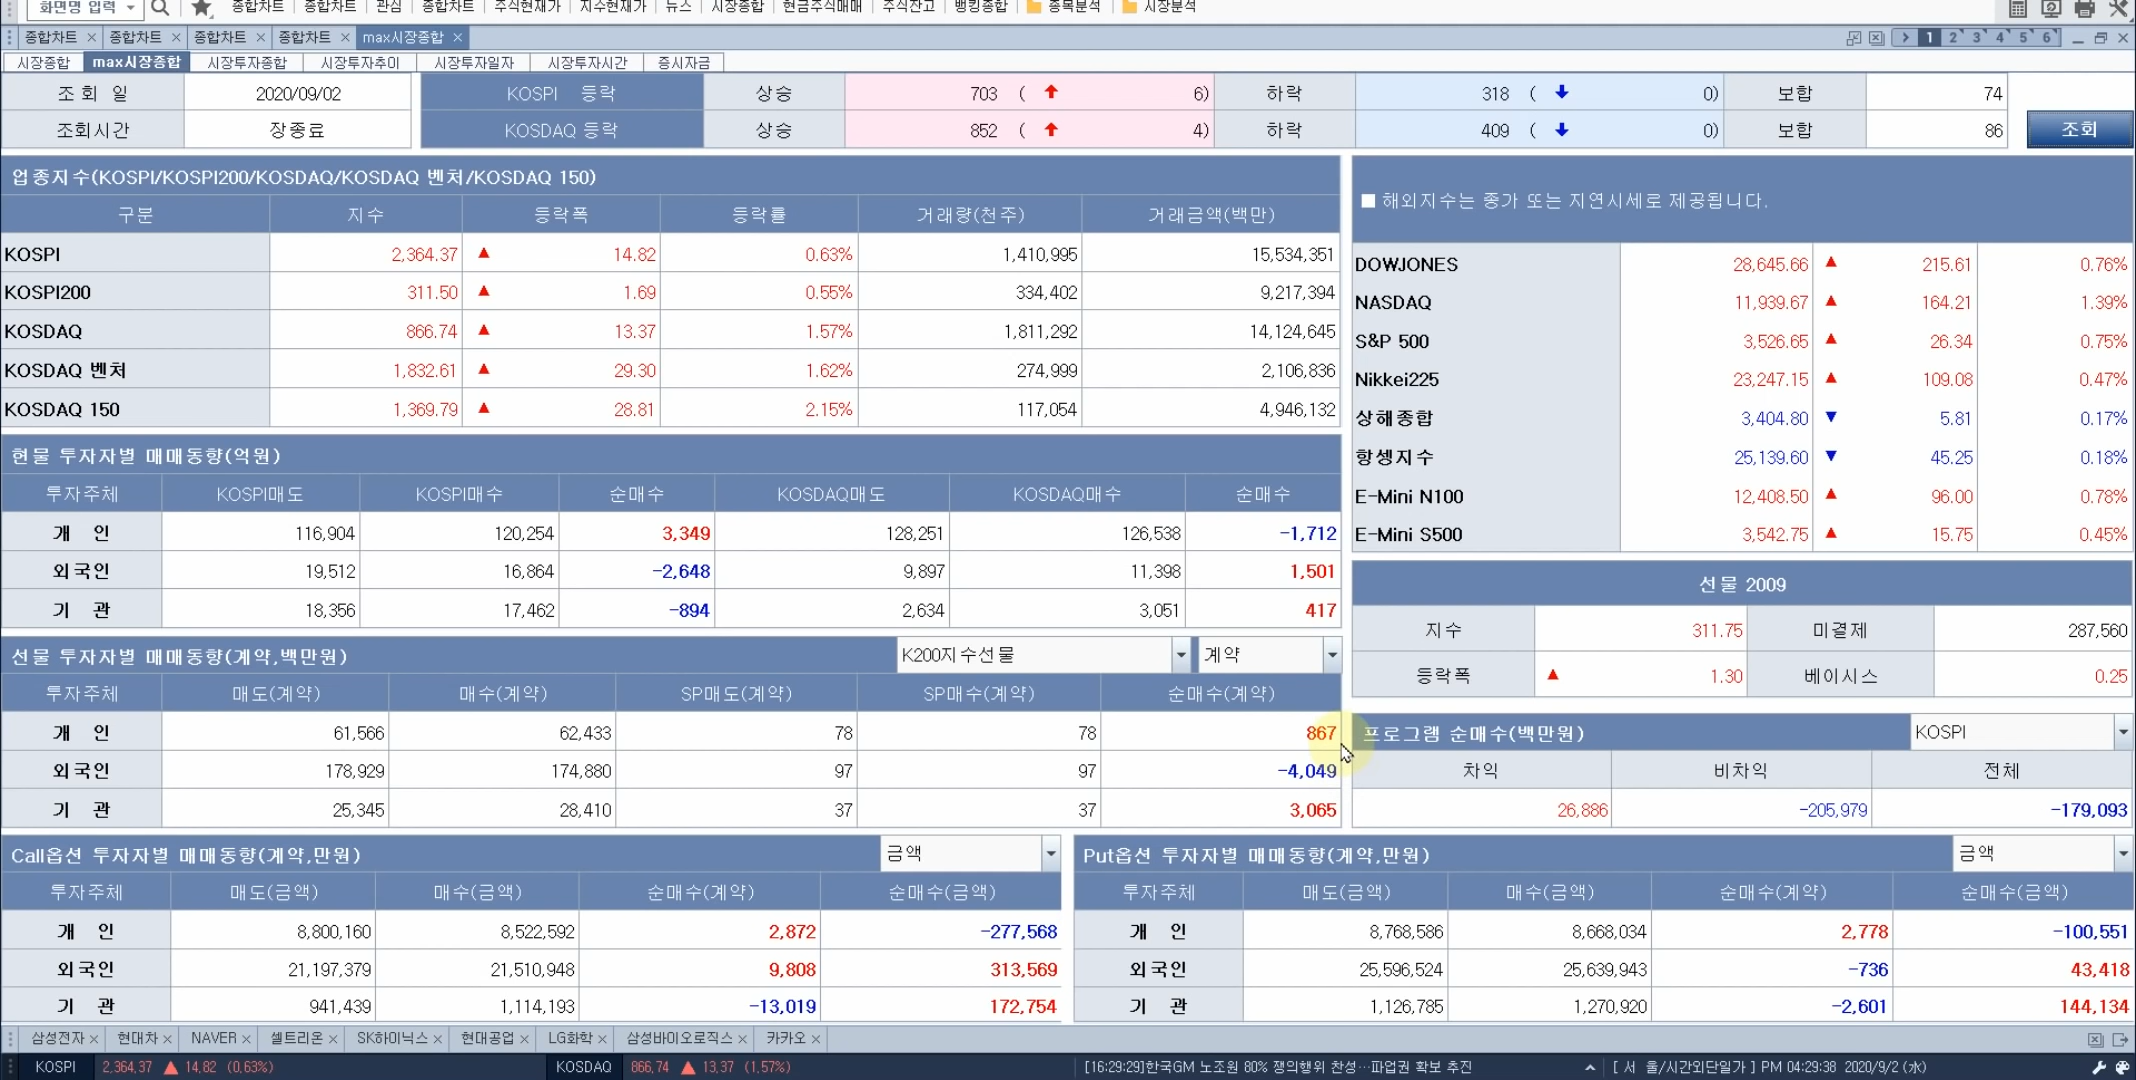 화면명 입력 종합차트 종합차트 관심 종합차트 주식현재가 지수현재가 뉴스 시장종합 현금주식매매 주식잔고 뱅킹종합 종목분석 시장분석
종합차트 × 종합차트 × 종합차트 × 종합차트 × max시장종합 × 1 2 3 4 5 6
시장종합 max시장종합 시장투자종합 시장투자추이 시장투자일자 시장투자시간 증시자금
조 회 일 2020/09/02 KOSPI 등락 상승 703 ( 6) 하락 318 ( 0) 보합 74
조회시간 장종료 KOSDAQ 등락 상승 852 ( 4) 하락 409 ( 0) 보합 86 조회
업종지수(KOSPI/KOSPI200/KOSDAQ/KOSDAQ 벤처/KOSDAQ 150)
구분 지수 등락폭 등락률 거래량(천주) 거래금액(백만)
KOSPI 2,364.37 ▲ 14.82 0.63% 1,410,995 15,534,351
KOSPI200 311.50 ▲ 1.69 0.55% 334,402 9,217,394
KOSDAQ 866.74 ▲ 13.37 1.57% 1,811,292 14,124,645
KOSDAQ 벤처 1,832.61 ▲ 29.30 1.62% 274,999 2,106,836
KOSDAQ 150 1,369.79 ▲ 28.81 2.15% 117,054 4,946,132
■ 해외지수는 종가 또는 지연시세로 제공됩니다.
DOWJONES 28,645.66 ▲ 215.61 0.76%
NASDAQ 11,939.67 ▲ 164.21 1.39%
S&P 500 3,526.65 ▲ 26.34 0.75%
Nikkei225 23,247.15 ▲ 109.08 0.47%
상해종합 3,404.80 ▼ 5.81 0.17%
항셍지수 25,139.60 ▼ 45.25 0.18%
E-Mini N100 12,408.50 ▲ 96.00 0.78%
E-Mini S500 3,542.75 ▲ 15.75 0.45%
현물 투자자별 매매동향(억원)
투자주체 KOSPI매도 KOSPI매수 순매수 KOSDAQ매도 KOSDAQ매수 순매수
개 인 116,904 120,254 3,349 128,251 126,538 -1,712
외국인 19,512 16,864 -2,648 9,897 11,398 1,501
기 관 18,356 17,462 -894 2,634 3,051 417
선물 2009
지수 311.75 미결제 287,560
등락폭 ▲ 1.30 베이시스 0.25
선물 투자자별 매매동향(계약,백만원) K200지수선물 계약
투자주체 매도(계약) 매수(계약) SP매도(계약) SP매수(계약) 순매수(계약)
개 인 61,566 62,433 78 78 867
외국인 178,929 174,880 97 97 -4,049
기 관 25,345 28,410 37 37 3,065
프로그램 순매수(백만원) KOSPI
차익 비차익 전체
26,886 -205,979 -179,093
Call옵션 투자자별 매매동향(계약,만원) 금액
투자주체 매도(금액) 매수(금액) 순매수(계약) 순매수(금액)
개 인 8,800,160 8,522,592 2,872 -277,568
외국인 21,197,379 21,510,948 9,808 313,569
기 관 941,439 1,114,193 -13,019 172,754
Put옵션 투자자별 매매동향(계약,만원) 금액
투자주체 매도(금액) 매수(금액) 순매수(계약) 순매수(금액)
개 인 8,768,586 8,668,034 2,778 -100,551
외국인 25,596,524 25,639,943 -736 43,418
기 관 1,126,785 1,270,920 -2,601 144,134
삼성전자 × 현대차 × NAVER × 셀트리온 × SK하이닉스 × 현대공업 × LG화학 × 삼성바이오로직스 × 카카오 ×
KOSPI 2,364.37 ▲ 14.82 (0.63%) KOSDAQ 866.74 ▲ 13.37 (1.57%) [16:29:29]한국GM 노조원 80% 쟁의행위 찬성…파업권 확보 추진 [ 서 울/시간외단일가 ] PM 04:29:38 2020/9/2 (水)